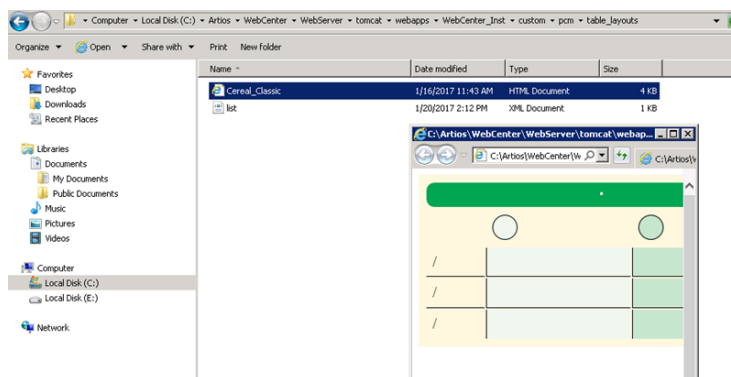 Computer ▾ Local Disk (C:) ▾ Artios ▾ WebCenter ▾ WebServer ▾ tomcat ▾ webapps ▾ WebCenter_Inst ▾ custom ▾ pcm ▾ table_layouts
Organize ▾ Open ▾ Share with ▾ Print New folder
Favorites
Desktop
Downloads
Recent Places
Libraries
Documents
My Documents
Public Documents
Music
Pictures
Videos
Computer
Local Disk (C:)
Local Disk (E:)
Network
Name Date modified Type Size
Cereal_Classic 1/16/2017 11:43 AM HTML Document 4 KB
list 1/20/2017 2:12 PM XML Document 1 KB
C:\Artios\WebCenter\WebServer\tomcat\webap...
C:\Artios\WebCenter\W C:\Artios\W
/
/
/